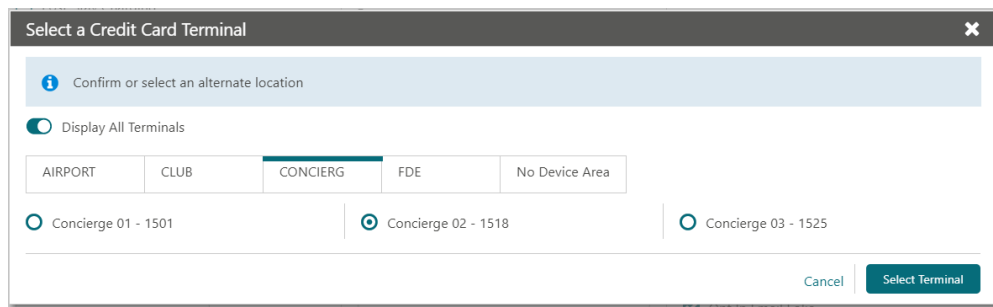 Select a Credit Card Terminal
Confirm or select an alternate location
Display All Terminals
AIRPORT CLUB CONCIERG FDE No Device Area
Concierge 01 - 1501 Concierge 02 - 1518 Concierge 03 - 1525
Cancel Select Terminal